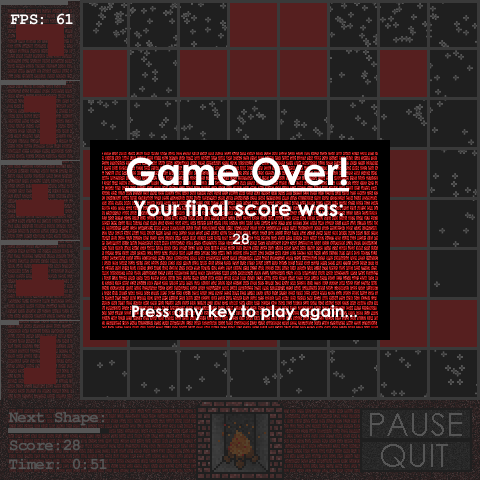 FPS: 61
Game Over!
Your final score was:
28
Press any key to play again...
Next Shape:
Score:28
Timer: 0:51
PAUSE
QUIT